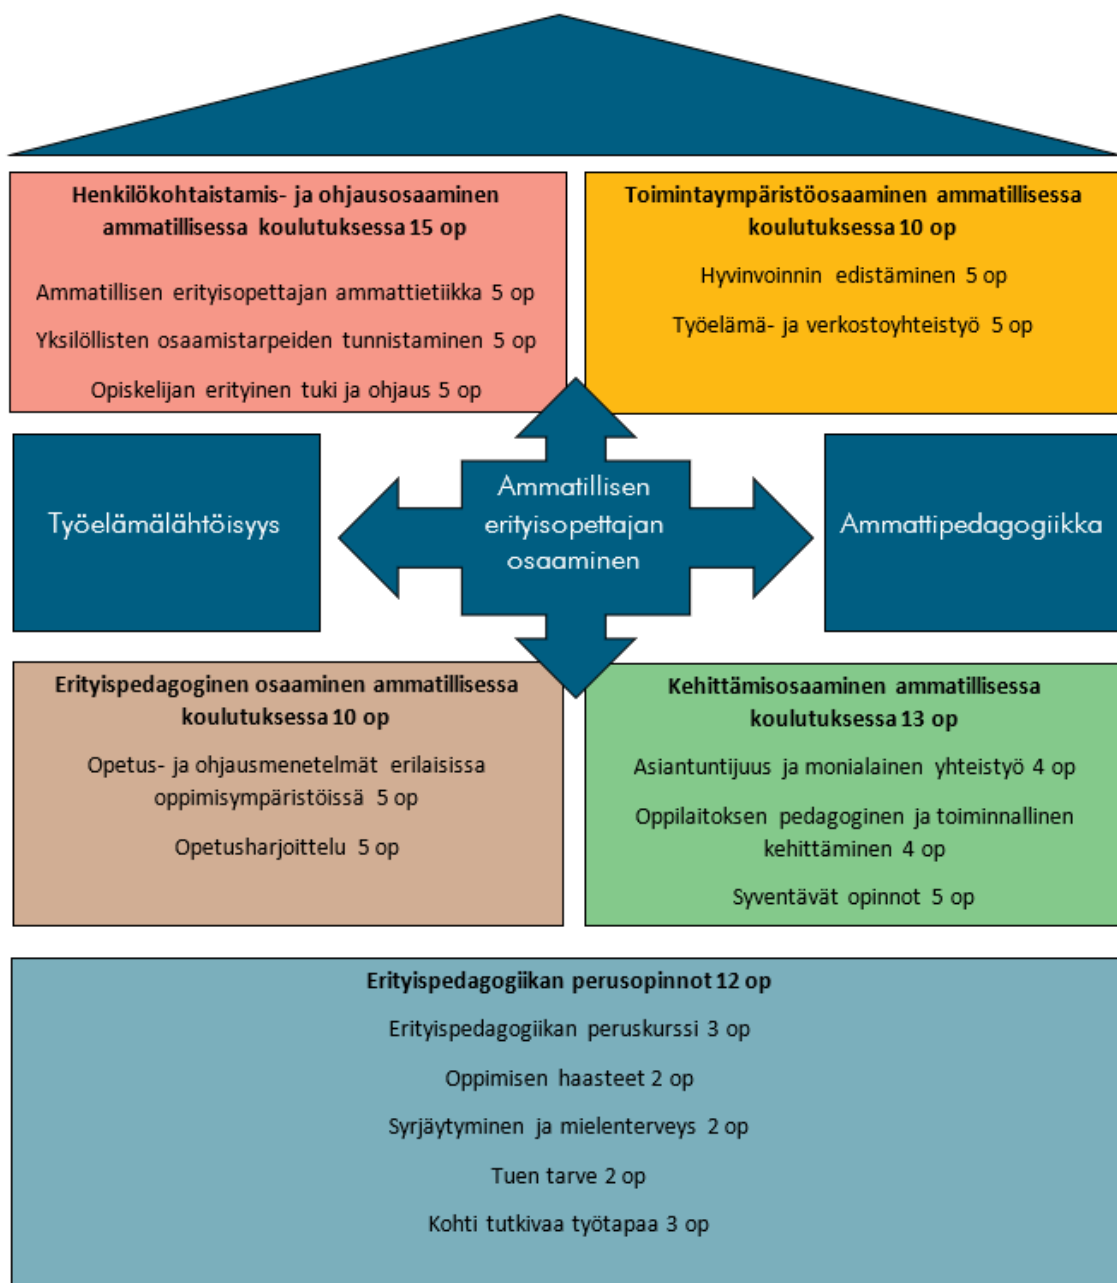 Henkilökohtaistamis- ja ohjausosaaminen
ammatillisessa koulutuksessa 15 op
Ammatillisen erityisopettajan ammattietiikka 5 op
Yksilöllisten osaamistarpeiden tunnistaminen 5 op
Opiskelijan erityinen tuki ja ohjaus 5 op
Toimintaympäristöosaaminen ammatillisessa
koulutuksessa 10 op
Hyvinvoinnin edistäminen 5 op
Työelämä- ja verkostoyhteistyö 5 op
Työelämälähtöisyys
Ammatillisen
erityisopettajan
osaaminen
Ammattipedagogiikka
Erityispedagoginen osaaminen ammatillisessa
koulutuksessa 10 op
Opetus- ja ohjausmenetelmät erilaisissa
oppimisympäristöissä 5 op
Opetusharjoittelu 5 op
Kehittämisosaaminen ammatillisessa
koulutuksessa 13 op
Asiantuntijuus ja monialainen yhteistyö 4 op
Oppilaitoksen pedagoginen ja toiminnallinen
kehittäminen 4 op
Syventävät opinnot 5 op
Erityispedagogiikan perusopinnot 12 op
Erityispedagogiikan peruskurssi 3 op
Oppimisen haasteet 2 op
Syrjäytyminen ja mielenterveys 2 op
Tuen tarve 2 op
Kohti tutkivaa työtapaa 3 op